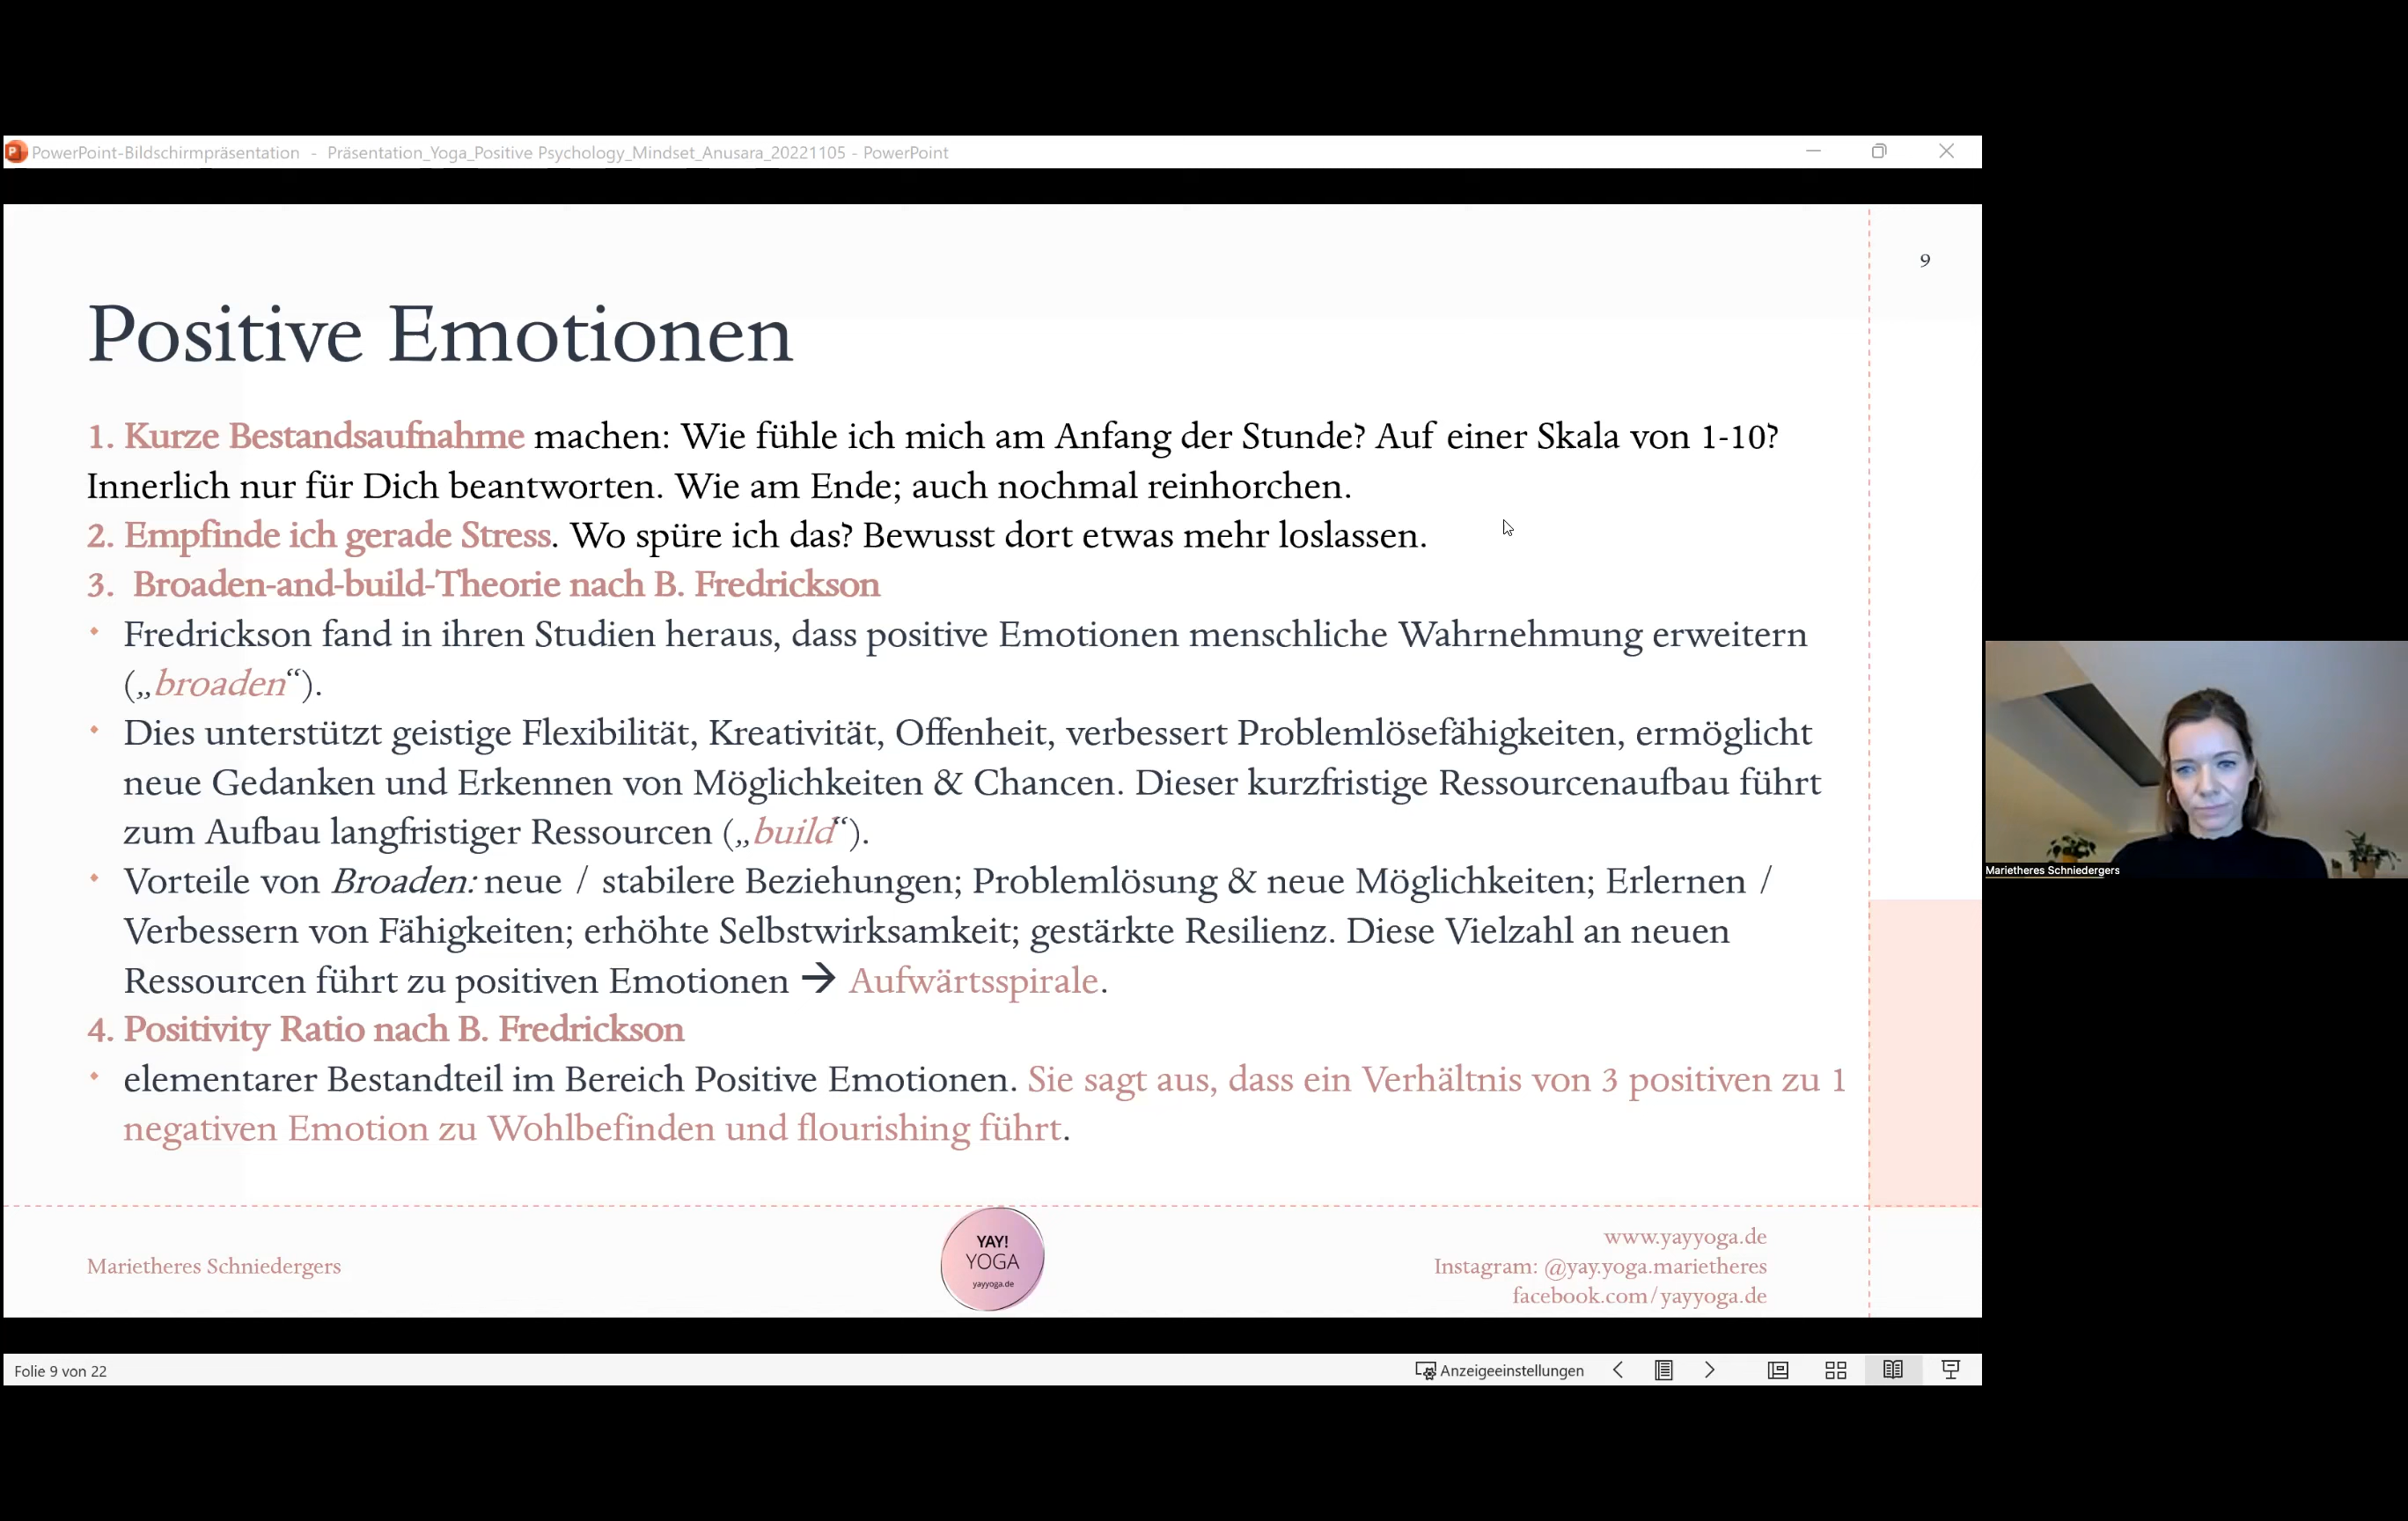 PowerPoint-Bildschirmpräsentation - Präsentation_Yoga_Positive Psychology_Mindset_Anusara_20221105 - PowerPoint
9
Positive Emotionen
1. Kurze Bestandsaufnahme machen: Wie fühle ich mich am Anfang der Stunde? Auf einer Skala von 1-10?
Innerlich nur für Dich beantworten. Wie am Ende; auch nochmal reinhorchen.
2. Empfinde ich gerade Stress. Wo spüre ich das? Bewusst dort etwas mehr loslassen.
3. Broaden-and-build-Theorie nach B. Fredrickson
• Fredrickson fand in ihren Studien heraus, dass positive Emotionen menschliche Wahrnehmung erweitern
(„broaden“).
• Dies unterstützt geistige Flexibilität, Kreativität, Offenheit, verbessert Problemlösefähigkeiten, ermöglicht
neue Gedanken und Erkennen von Möglichkeiten & Chancen. Dieser kurzfristige Ressourcenaufbau führt
zum Aufbau langfristiger Ressourcen („build“).
• Vorteile von Broaden: neue / stabilere Beziehungen; Problemlösung & neue Möglichkeiten; Erlernen /
Verbessern von Fähigkeiten; erhöhte Selbstwirksamkeit; gestärkte Resilienz. Diese Vielzahl an neuen
Ressourcen führt zu positiven Emotionen → Aufwärtsspirale.
4. Positivity Ratio nach B. Fredrickson
• elementarer Bestandteil im Bereich Positive Emotionen. Sie sagt aus, dass ein Verhältnis von 3 positiven zu 1
negativen Emotion zu Wohlbefinden und flourishing führt.
Marietheres Schniedergers
YAY!
YOGA
yayyoga.de
www.yayyoga.de
Instagram: @yay.yoga.marietheres
facebook.com/yayyoga.de
Folie 9 von 22
Anzeigeeinstellungen
Marietheres Schniedergers